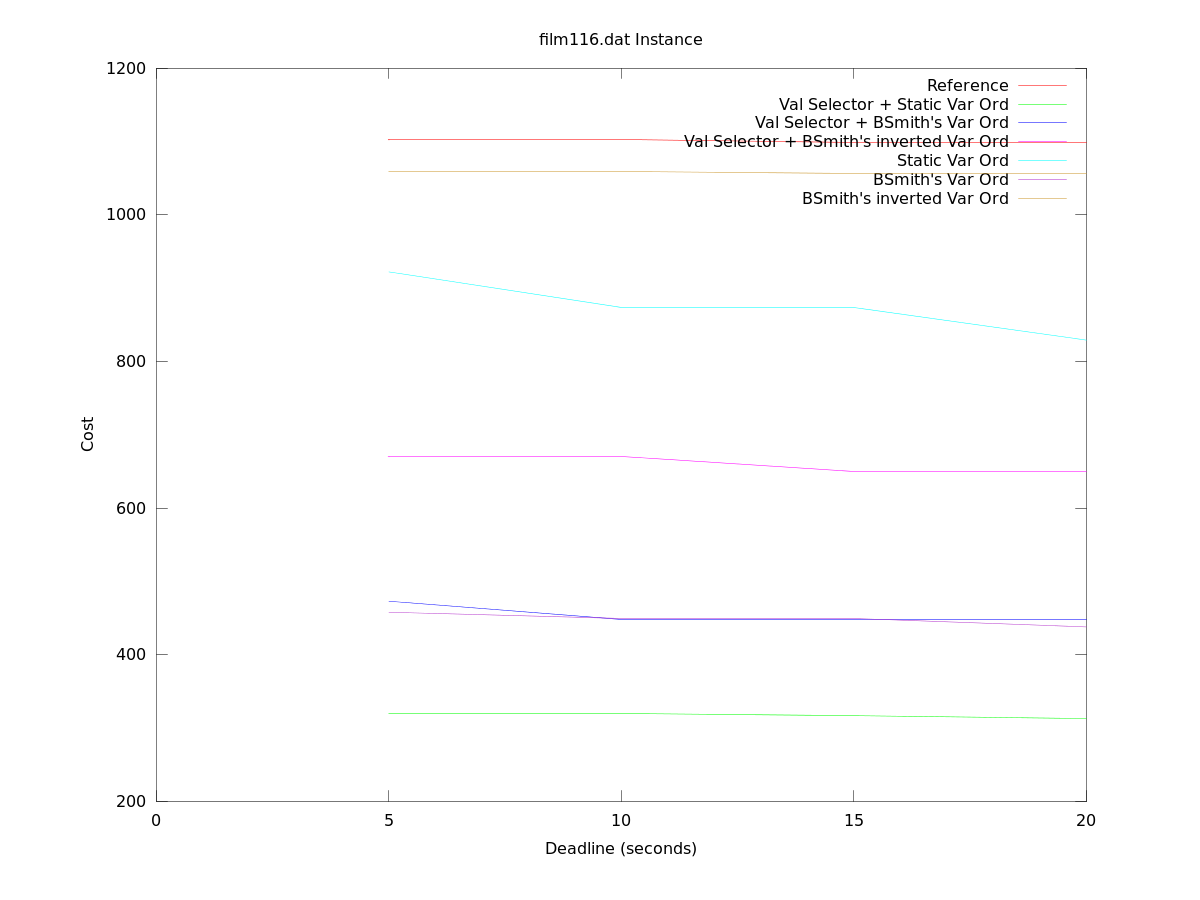 film116.dat Instance
1200
1000
800
600
400
200
0
5
10
15
20
Cost
Deadline (seconds)
Reference
Val Selector + Static Var Ord
Val Selector + BSmith's Var Ord
Val Selector + BSmith's inverted Var Ord
Static Var Ord
BSmith's Var Ord
BSmith's inverted Var Ord